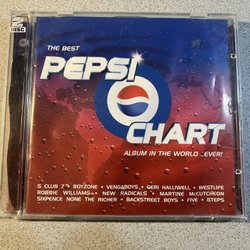 2
DISC
THE BEST
PEPSI
CHART
ALBUM IN THE WORLD ..EVER!
S CLUB 7 • BOYZONE • VENGABOYS • GERI HALLIWELL • WESTLIFE
ROBBIE WILLIAMS • NEW RADICALS • MARTINE McCUTCHEON
SIXPENCE NONE THE RICHER • BACKSTREET BOYS • FIVE • STEPS